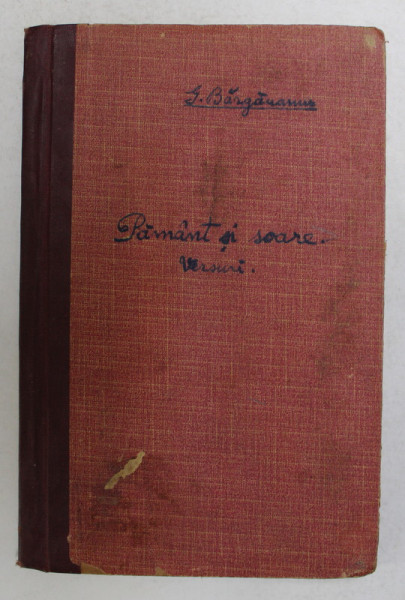 G. Bărgăuanu
Pământ și soare.
Versuri.